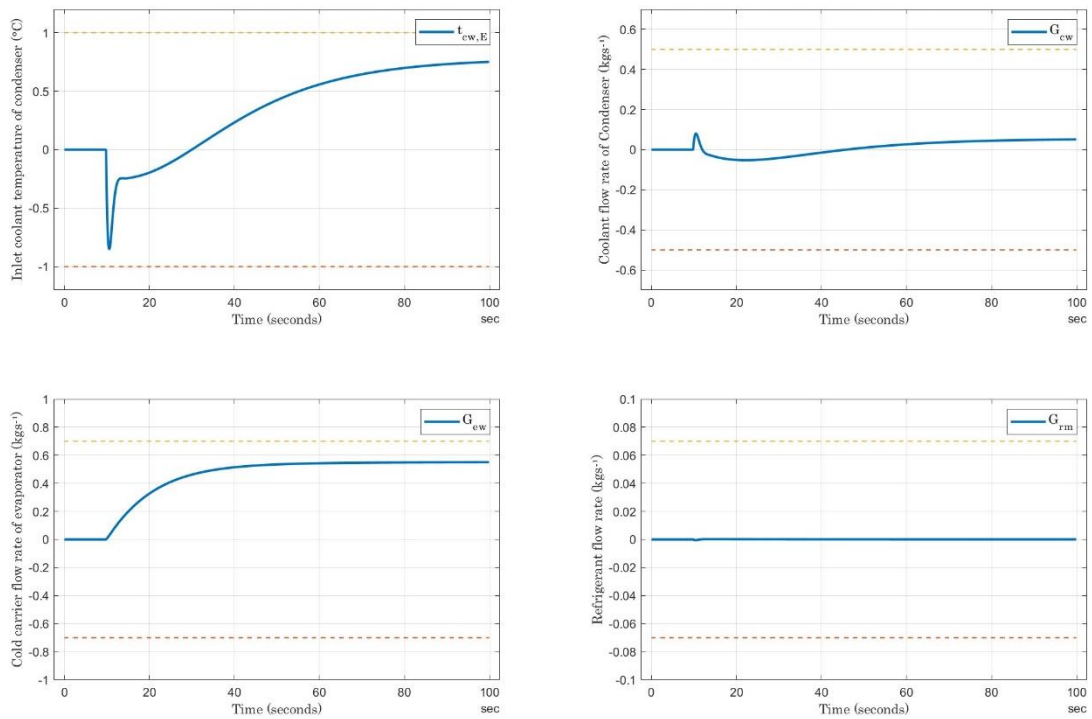 Inlet coolant temperature of condenser (°C)
1
0.5
0
-0.5
-1
t_cw,E
0 20 40 60 80 100
Time (seconds)
sec
Coolant flow rate of Condenser (kgs⁻¹)
0.6
0.4
0.2
0
-0.2
-0.4
-0.6
G_cw
0 20 40 60 80 100
Time (seconds)
sec
Cold carrier flow rate of evaporator (kgs⁻¹)
1
0.8
0.6
0.4
0.2
0
-0.2
-0.4
-0.6
-0.8
-1
G_ew
0 20 40 60 80 100
Time (seconds)
sec
Refrigerant flow rate (kgs⁻¹)
0.1
0.08
0.06
0.04
0.02
0
-0.02
-0.04
-0.06
-0.08
-0.1
G_rm
0 20 40 60 80 100
Time (seconds)
sec